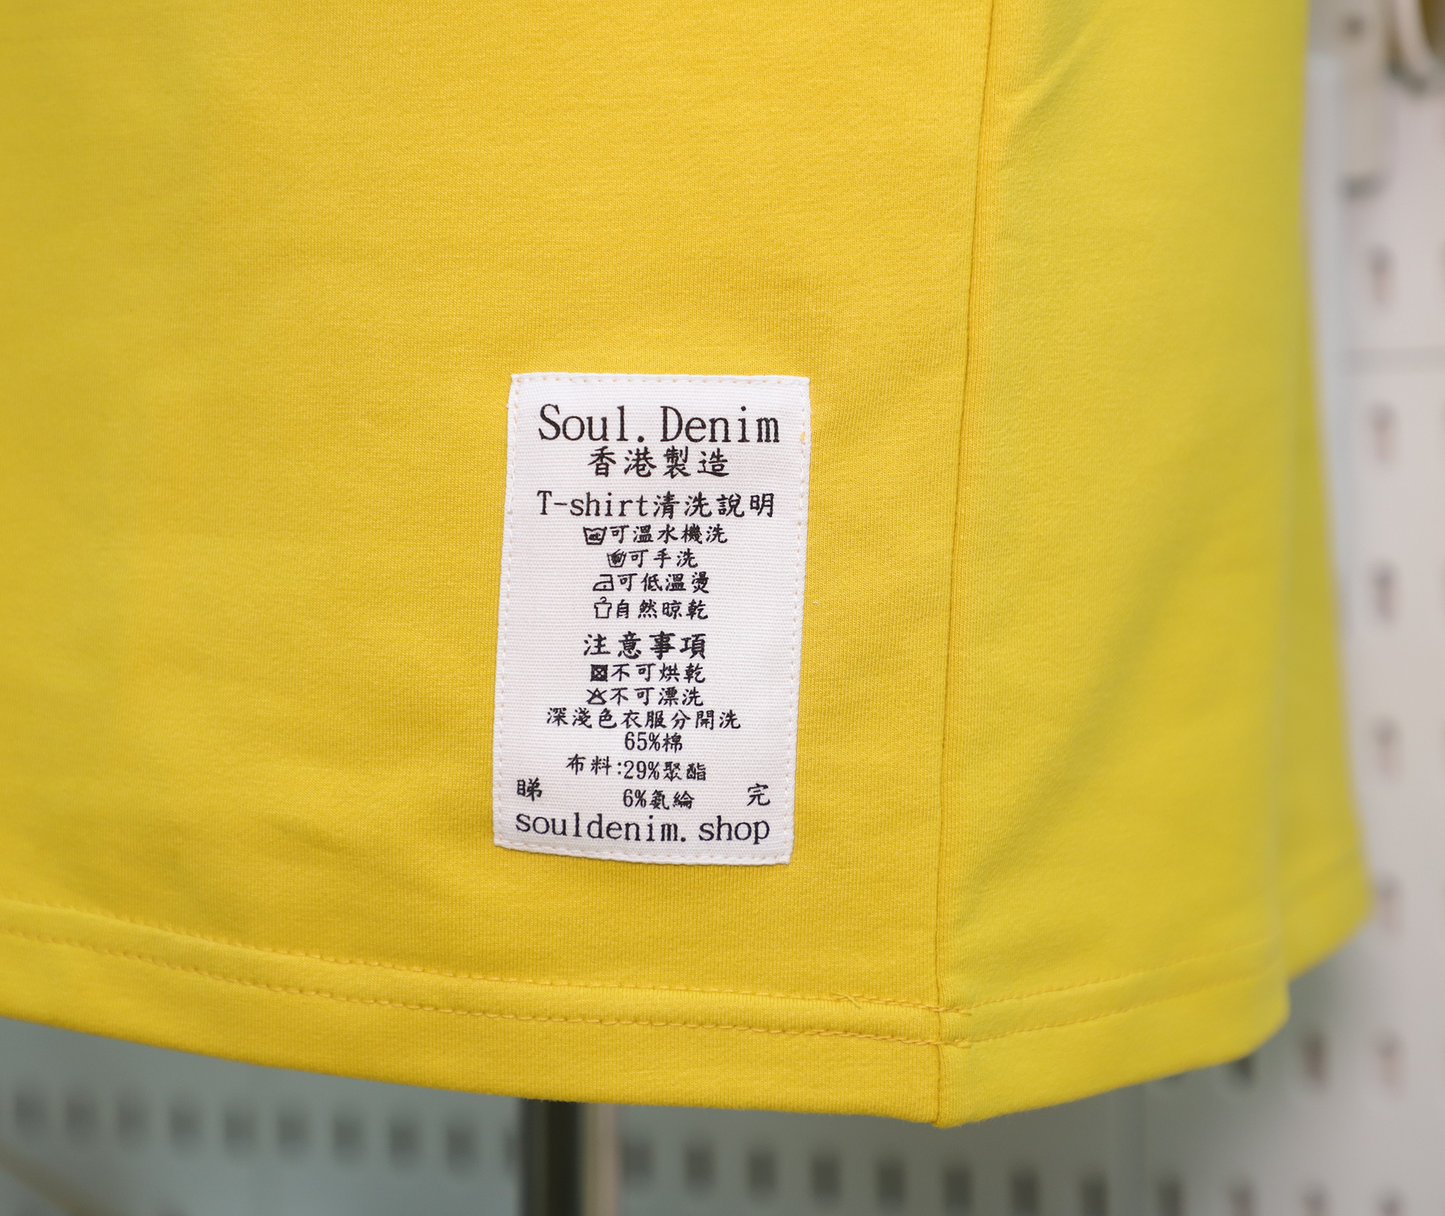 Soul.Denim
香港製造
T-shirt清洗說明
可溫水機洗
可手洗
可低溫燙
自然晾乾
注意事項
不可烘乾
不可漂洗
深淺色衣服分開洗
65%棉
布料:29%聚酯
睇 6%氨綸 完
souldenim.shop